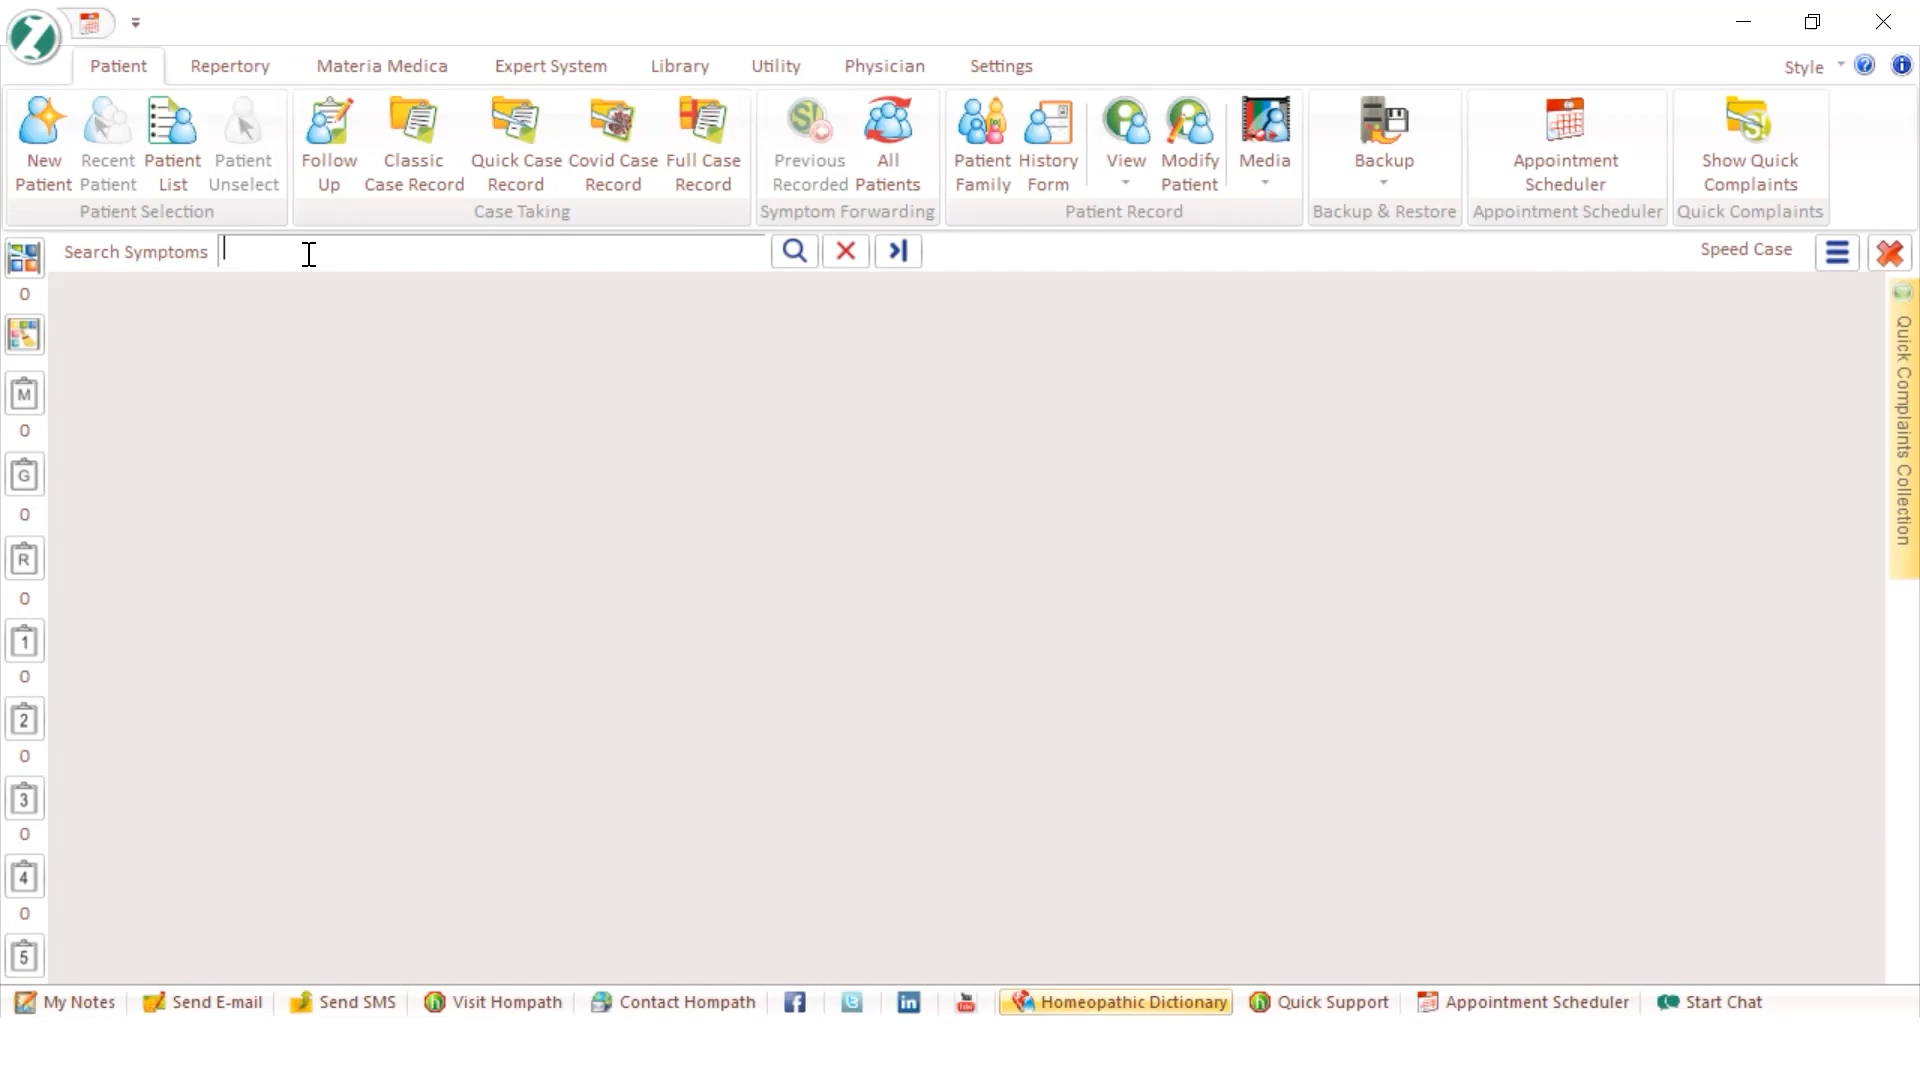 Patient Repertory Materia Medica Expert System Library Utility Physician Settings Style
New Patient
Recent Patient
Patient List
Patient Unselect
Follow Up
Classic Case Record
Quick Case Record
Covid Case Record
Full Case Record
Previous Recorded
All Patients
Patient Family
History Form
View
Modify Patient
Media
Backup
Appointment Scheduler
Show Quick Complaints
Patient Selection Case Taking Symptom Forwarding Patient Record Backup & Restore Appointment Scheduler Quick Complaints
Search Symptoms Speed Case
0
M
0
G
0
R
0
1
0
2
0
3
0
4
0
5
Quick Complaints Collection
My Notes Send E-mail Send SMS Visit Hompath Contact Hompath Homeopathic Dictionary Quick Support Appointment Scheduler Start Chat